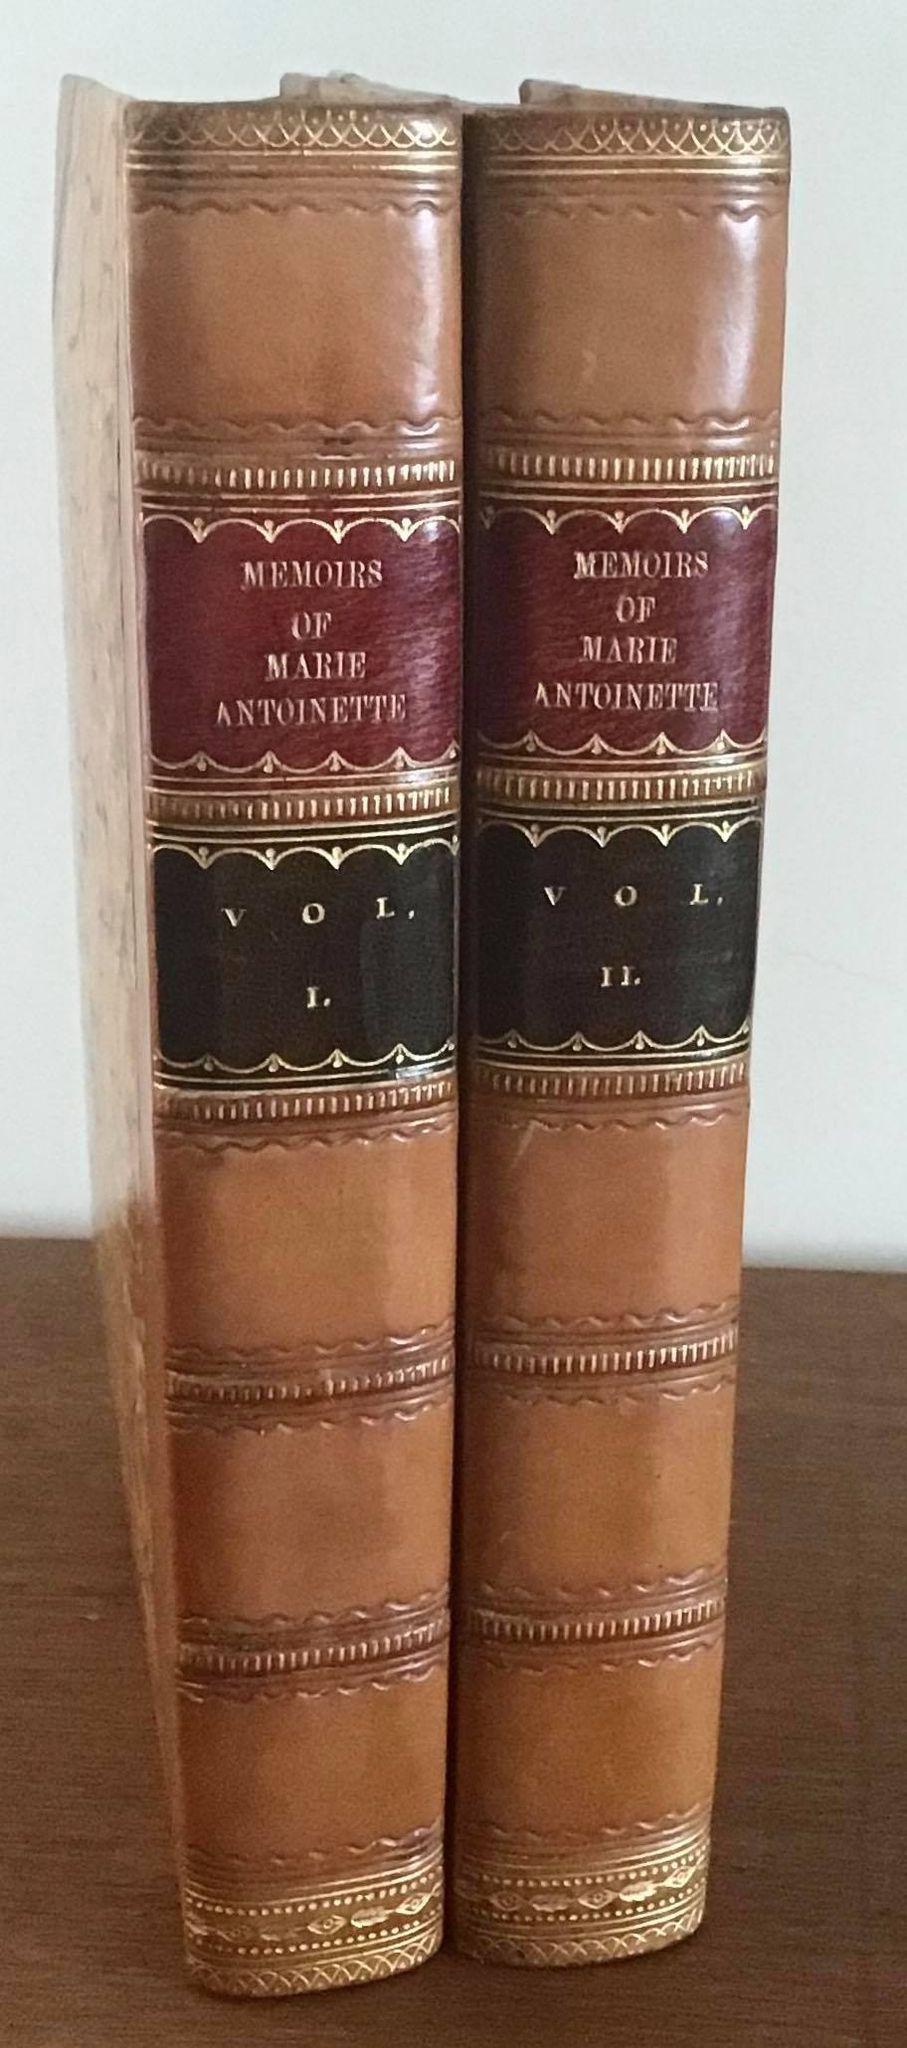 MEMOIRS
OF
MARIE
ANTOINETTE
VOL.
I.
MEMOIRS
OF
MARIE
ANTOINETTE
VOL.
II.